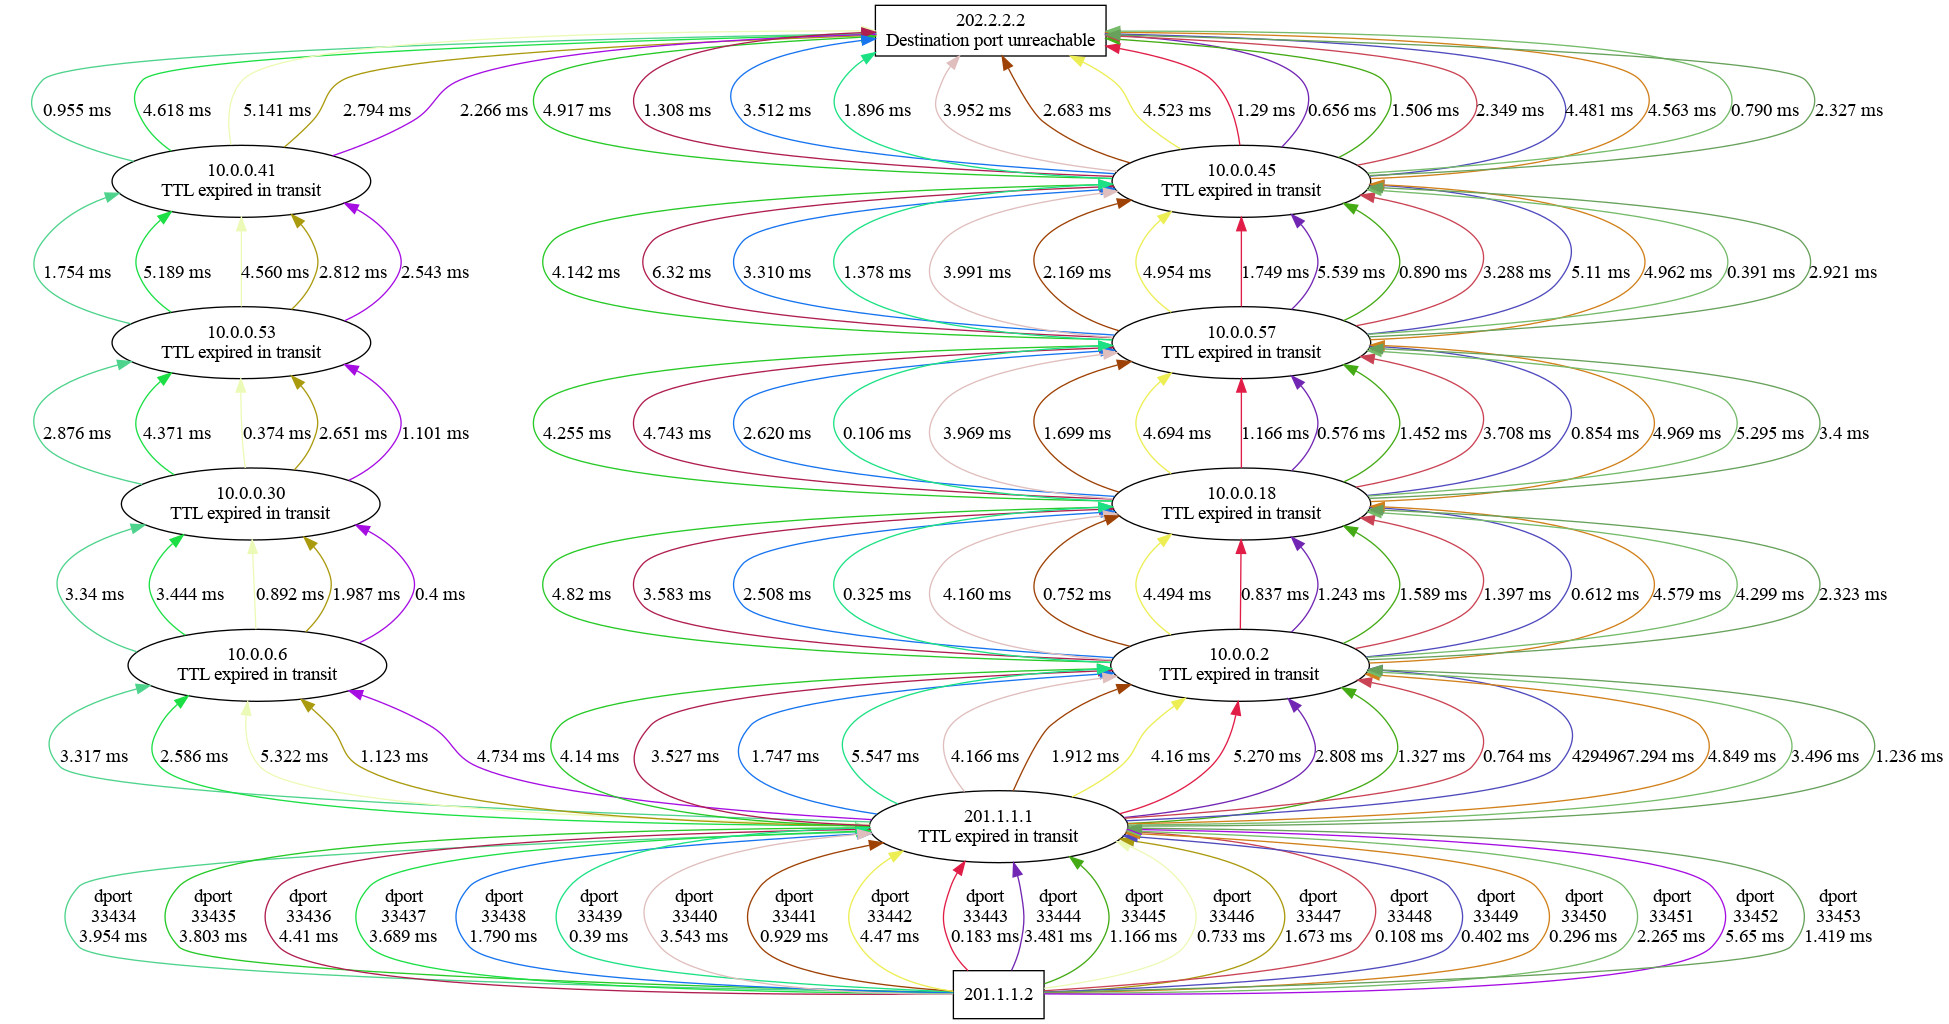 202.2.2.2
Destination port unreachable
0.955 ms
4.618 ms
5.141 ms
2.794 ms
2.266 ms
4.917 ms
1.308 ms
3.512 ms
1.896 ms
3.952 ms
2.683 ms
4.523 ms
1.29 ms
0.656 ms
1.506 ms
2.349 ms
4.481 ms
4.563 ms
0.790 ms
2.327 ms
10.0.0.41
TTL expired in transit
10.0.0.45
TTL expired in transit
1.754 ms
5.189 ms
4.560 ms
2.812 ms
2.543 ms
4.142 ms
6.32 ms
3.310 ms
1.378 ms
3.991 ms
2.169 ms
4.954 ms
1.749 ms
5.539 ms
0.890 ms
3.288 ms
5.11 ms
4.962 ms
0.391 ms
2.921 ms
10.0.0.53
TTL expired in transit
10.0.0.57
TTL expired in transit
2.876 ms
4.371 ms
0.374 ms
2.651 ms
1.101 ms
4.255 ms
4.743 ms
2.620 ms
0.106 ms
3.969 ms
1.699 ms
4.694 ms
1.166 ms
0.576 ms
1.452 ms
3.708 ms
0.854 ms
4.969 ms
5.295 ms
3.4 ms
10.0.0.30
TTL expired in transit
10.0.0.18
TTL expired in transit
3.34 ms
3.444 ms
0.892 ms
1.987 ms
0.4 ms
4.82 ms
3.583 ms
2.508 ms
0.325 ms
4.160 ms
0.752 ms
4.494 ms
0.837 ms
1.243 ms
1.589 ms
1.397 ms
0.612 ms
4.579 ms
4.299 ms
2.323 ms
10.0.0.6
TTL expired in transit
10.0.0.2
TTL expired in transit
3.317 ms
2.586 ms
5.322 ms
1.123 ms
4.734 ms
4.14 ms
3.527 ms
1.747 ms
5.547 ms
4.166 ms
1.912 ms
4.16 ms
5.270 ms
2.808 ms
1.327 ms
0.764 ms
4294967.294 ms
4.849 ms
3.496 ms
1.236 ms
201.1.1.1
TTL expired in transit
dport
33434
3.954 ms
dport
33435
3.803 ms
dport
33436
4.41 ms
dport
33437
3.689 ms
dport
33438
1.790 ms
dport
33439
0.39 ms
dport
33440
3.543 ms
dport
33441
0.929 ms
dport
33442
4.47 ms
dport
33443
0.183 ms
dport
33444
3.481 ms
dport
33445
1.166 ms
dport
33446
0.733 ms
dport
33447
1.673 ms
dport
33448
0.108 ms
dport
33449
0.402 ms
dport
33450
0.296 ms
dport
33451
2.265 ms
dport
33452
5.65 ms
dport
33453
1.419 ms
201.1.1.2